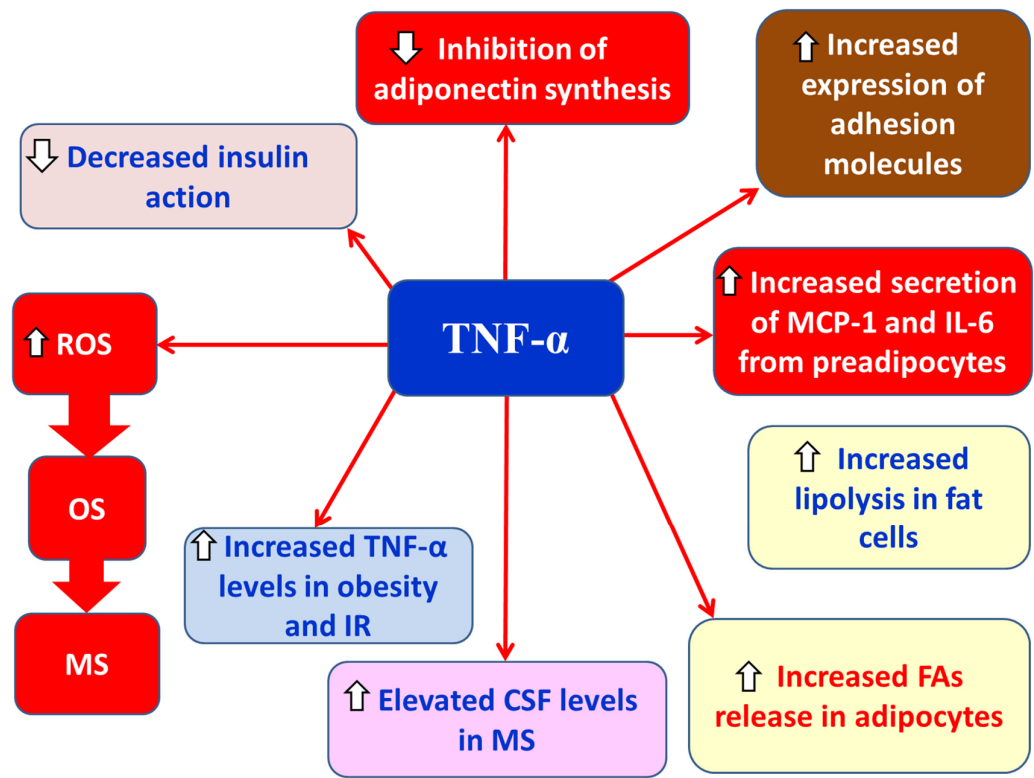 Inhibition of
adiponectin synthesis
Increased
expression of
adhesion
molecules
Decreased insulin
action
Increased secretion
of MCP-1 and IL-6
from preadipocytes
TNF-α
ROS
Increased
lipolysis in fat
cells
OS
Increased TNF-α
levels in obesity
and IR
MS
Elevated CSF levels
in MS
Increased FAs
release in adipocytes